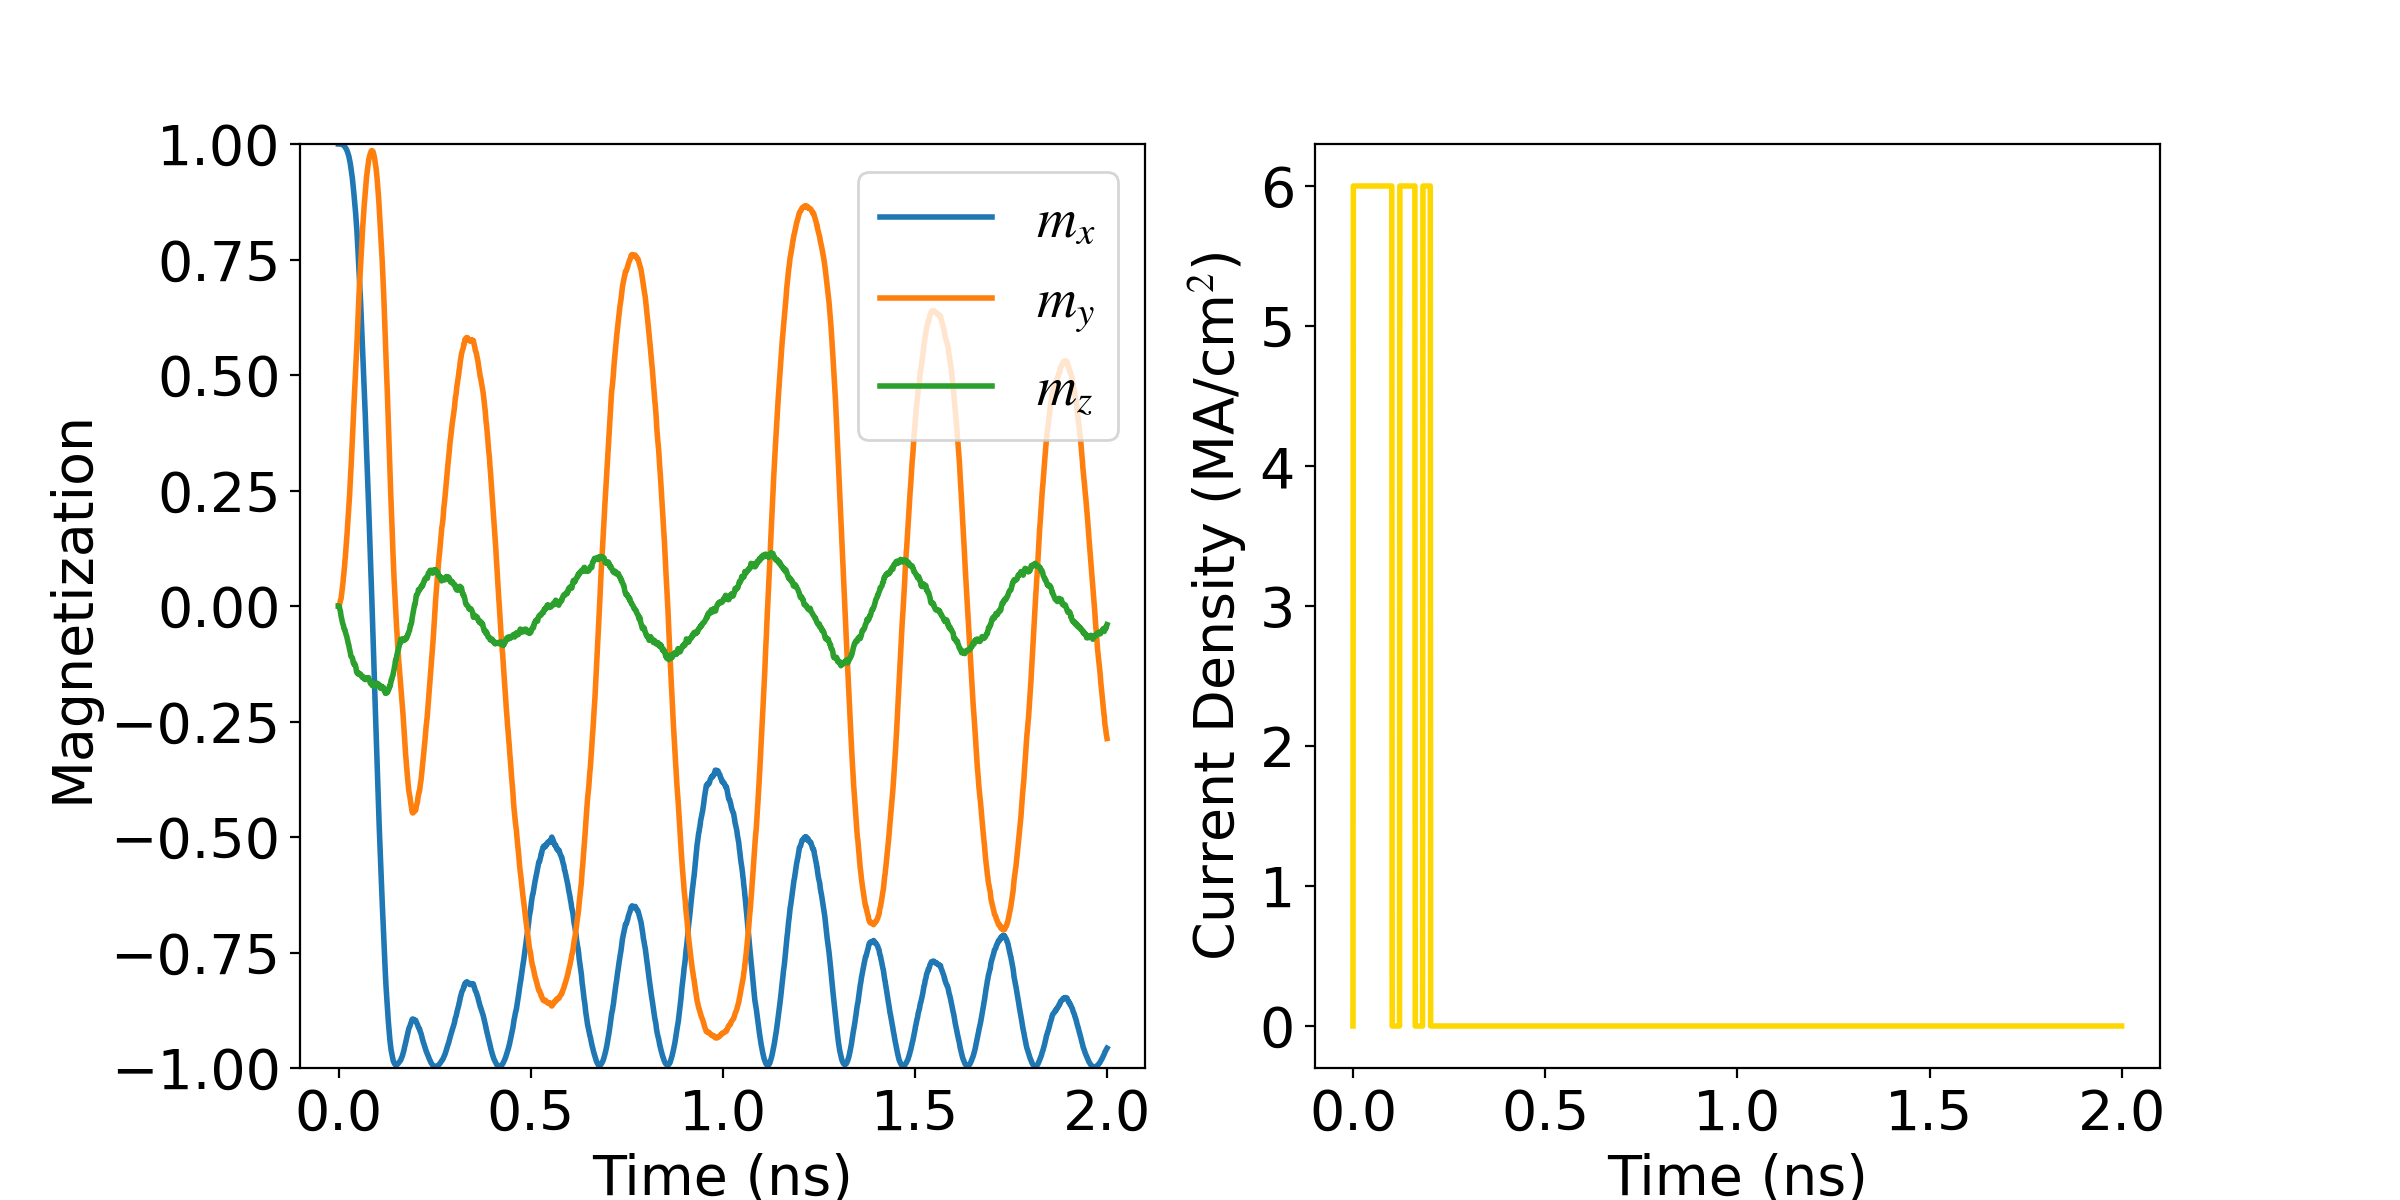 1.00
0.75
0.50
0.25
0.00
−0.25
−0.50
−0.75
−1.00
Magnetization
0.0 0.5 1.0 1.5 2.0
Time (ns)
m_x
m_y
m_z
6
5
4
3
2
1
0
Current Density (MA/cm²)
0.0 0.5 1.0 1.5 2.0
Time (ns)